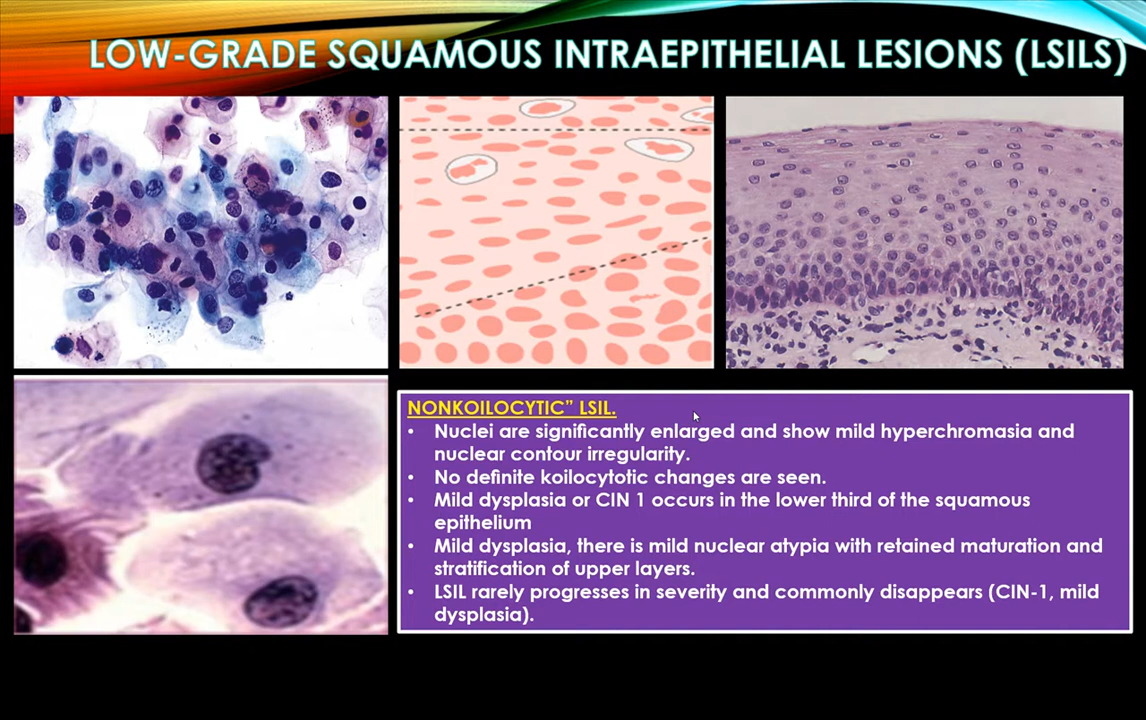 LOW-GRADE SQUAMOUS INTRAEPITHELIAL LESIONS (LSILS)
NONKOILOCYTIC” LSIL.
• Nuclei are significantly enlarged and show mild hyperchromasia and
nuclear contour irregularity.
• No definite koilocytotic changes are seen.
• Mild dysplasia or CIN 1 occurs in the lower third of the squamous
epithelium
• Mild dysplasia, there is mild nuclear atypia with retained maturation and
stratification of upper layers.
• LSIL rarely progresses in severity and commonly disappears (CIN-1, mild
dysplasia).